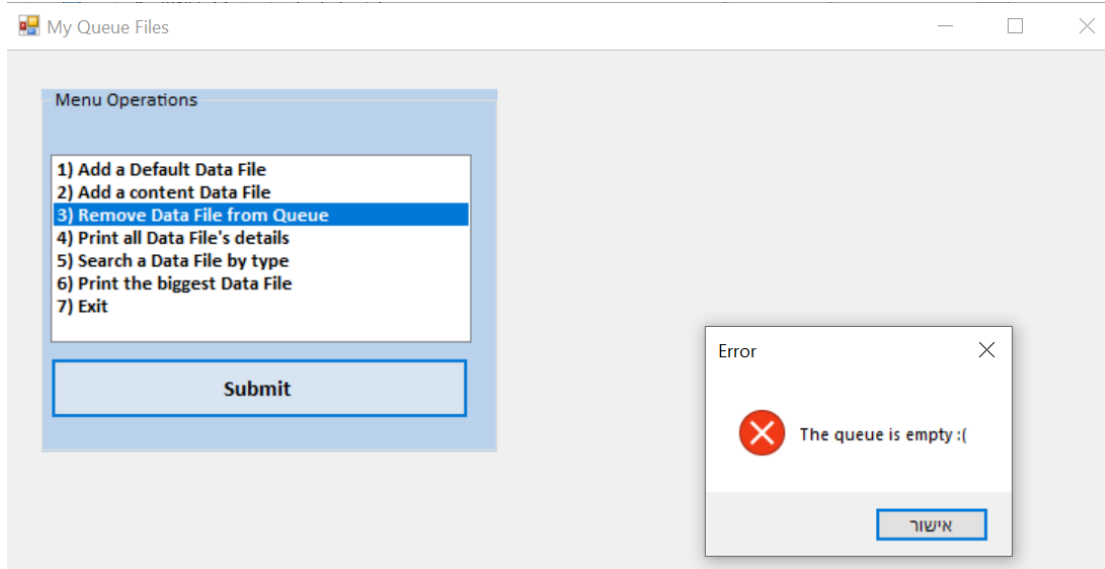 My Queue Files
Menu Operations
1) Add a Default Data File
2) Add a content Data File
3) Remove Data File from Queue
4) Print all Data File's details
5) Search a Data File by type
6) Print the biggest Data File
7) Exit
Submit
Error
The queue is empty :(
אישור